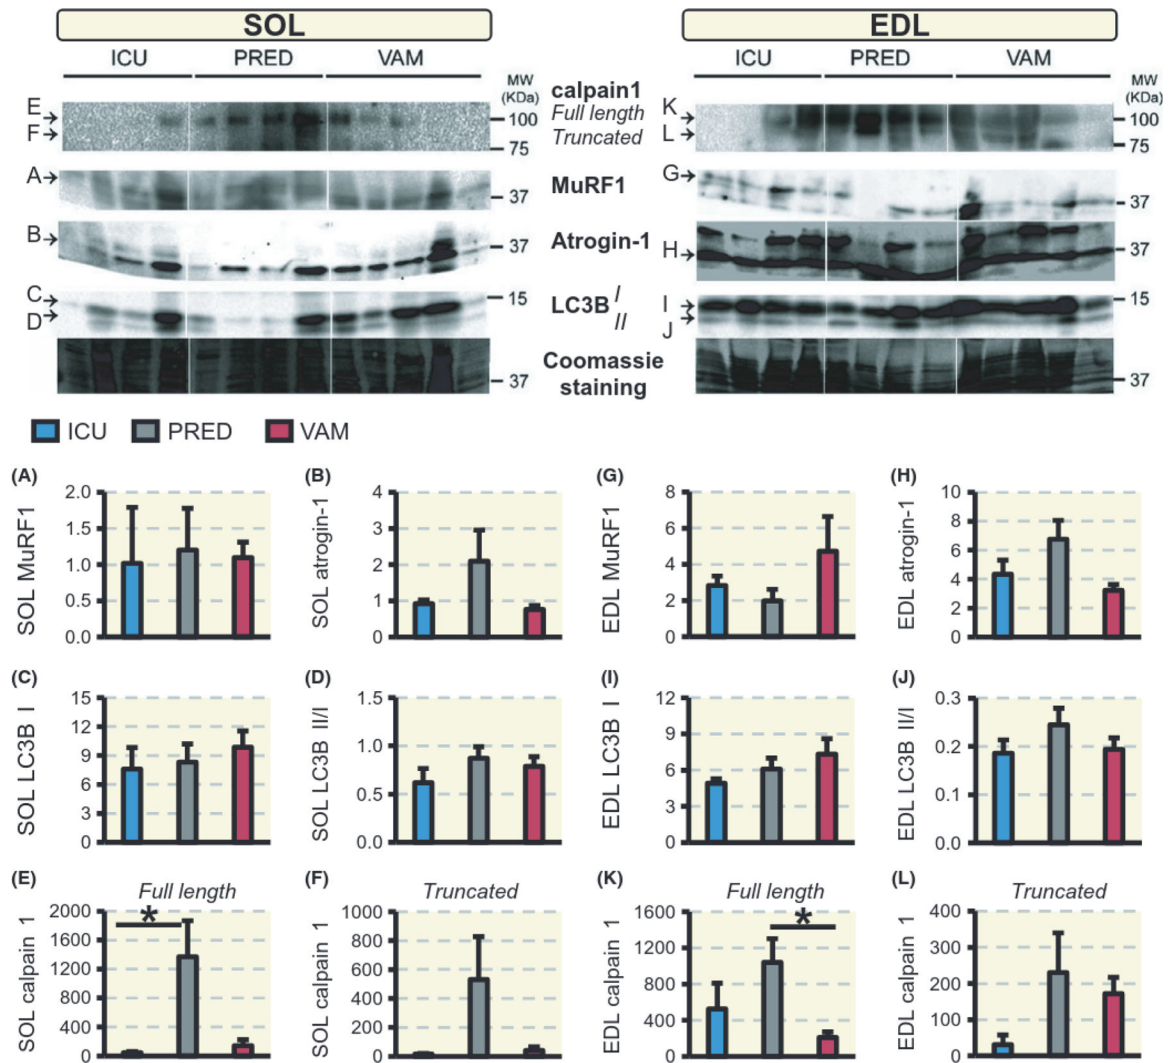 SOL
EDL
ICU PRED VAM
ICU PRED VAM
MW
(KDa)
MW
(KDa)
calpain1
Full length
Truncated
E
F
100
75
K
L
100
75
A
MuRF1
37
G
37
B
Atrogin-1
37
H
37
C
D
LC3B I
II
15
I
J
15
Coomassie
staining
37
37
ICU PRED VAM
(A)
SOL MuRF1
2.0
1.5
1.0
0.5
0.0
(B)
SOL atrogin-1
4
3
2
1
0
(G)
EDL MuRF1
8
6
4
2
0
(H)
EDL atrogin-1
10
8
6
4
2
0
(C)
SOL LC3B I
15
12
9
6
3
0
(D)
SOL LC3B II/I
1.5
1.0
0.5
0.0
(I)
EDL LC3B I
12
9
6
3
0
(J)
EDL LC3B II/I
0.3
0.2
0.1
0.0
(E)
Full length
SOL calpain 1
2000
1600
1200
800
400
0
*
(F)
Truncated
SOL calpain 1
1000
800
600
400
200
0
(K)
Full length
EDL calpain 1
1600
1200
800
400
0
*
(L)
Truncated
EDL calpain 1
400
300
200
100
0